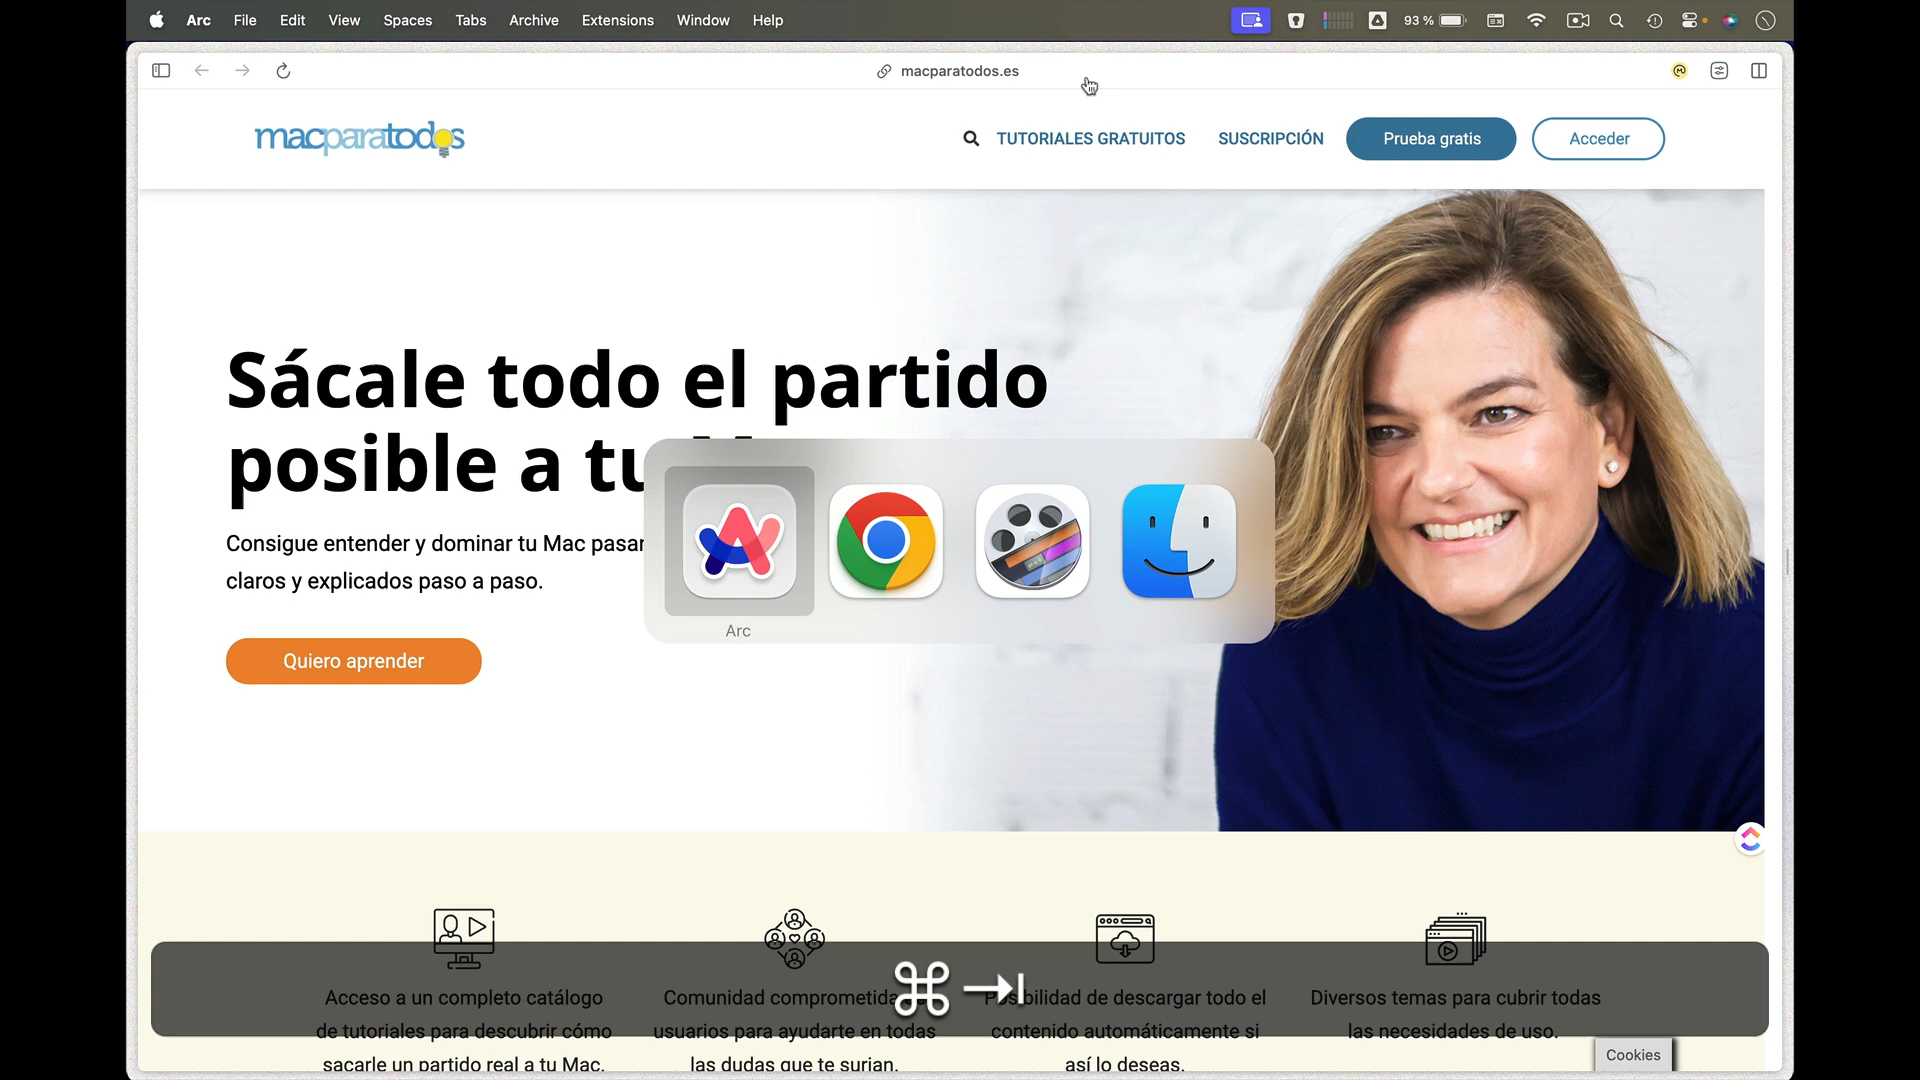 Arc File Edit View Spaces Tabs Archive Extensions Window Help 93 %
macparatodos.es
macparatodos
TUTORIALES GRATUITOS SUSCRIPCIÓN Prueba gratis Acceder
Sácale todo el partido
posible a tu
Consigue entender y dominar tu Mac
claros y explicados paso a paso.
Arc
Quiero aprender
⌘ ⇥
Acceso a un completo catálogo
de tutoriales para descubrir cómo
sacarle un partido real a tu Mac.
Comunidad comprometida
usuarios para ayudarte en todas
las dudas que te surjan.
Posibilidad de descargar todo el
contenido automáticamente si
así lo deseas.
Diversos temas para cubrir todas
las necesidades de uso.
Cookies